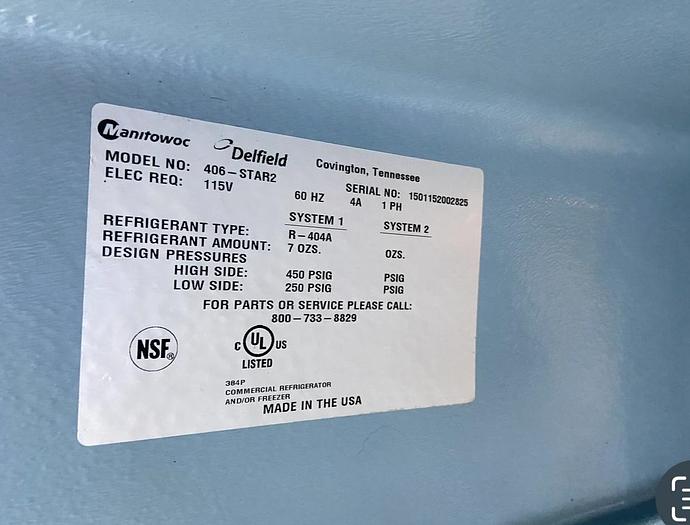 Manitowoc Delfield Covington, Tennessee
MODEL NO: 406-STAR2 SERIAL NO: 1501152002825
ELEC REQ: 115V 60 HZ 4A 1 PH
SYSTEM 1 SYSTEM 2
REFRIGERANT TYPE: R-404A
REFRIGERANT AMOUNT: 7 OZS. OZS.
DESIGN PRESSURES
HIGH SIDE: 450 PSIG PSIG
LOW SIDE: 250 PSIG PSIG
FOR PARTS OR SERVICE PLEASE CALL:
800-733-8829
NSF®
C UL US
LISTED
384P
COMMERCIAL REFRIGERATOR
AND/OR FREEZER
MADE IN THE USA